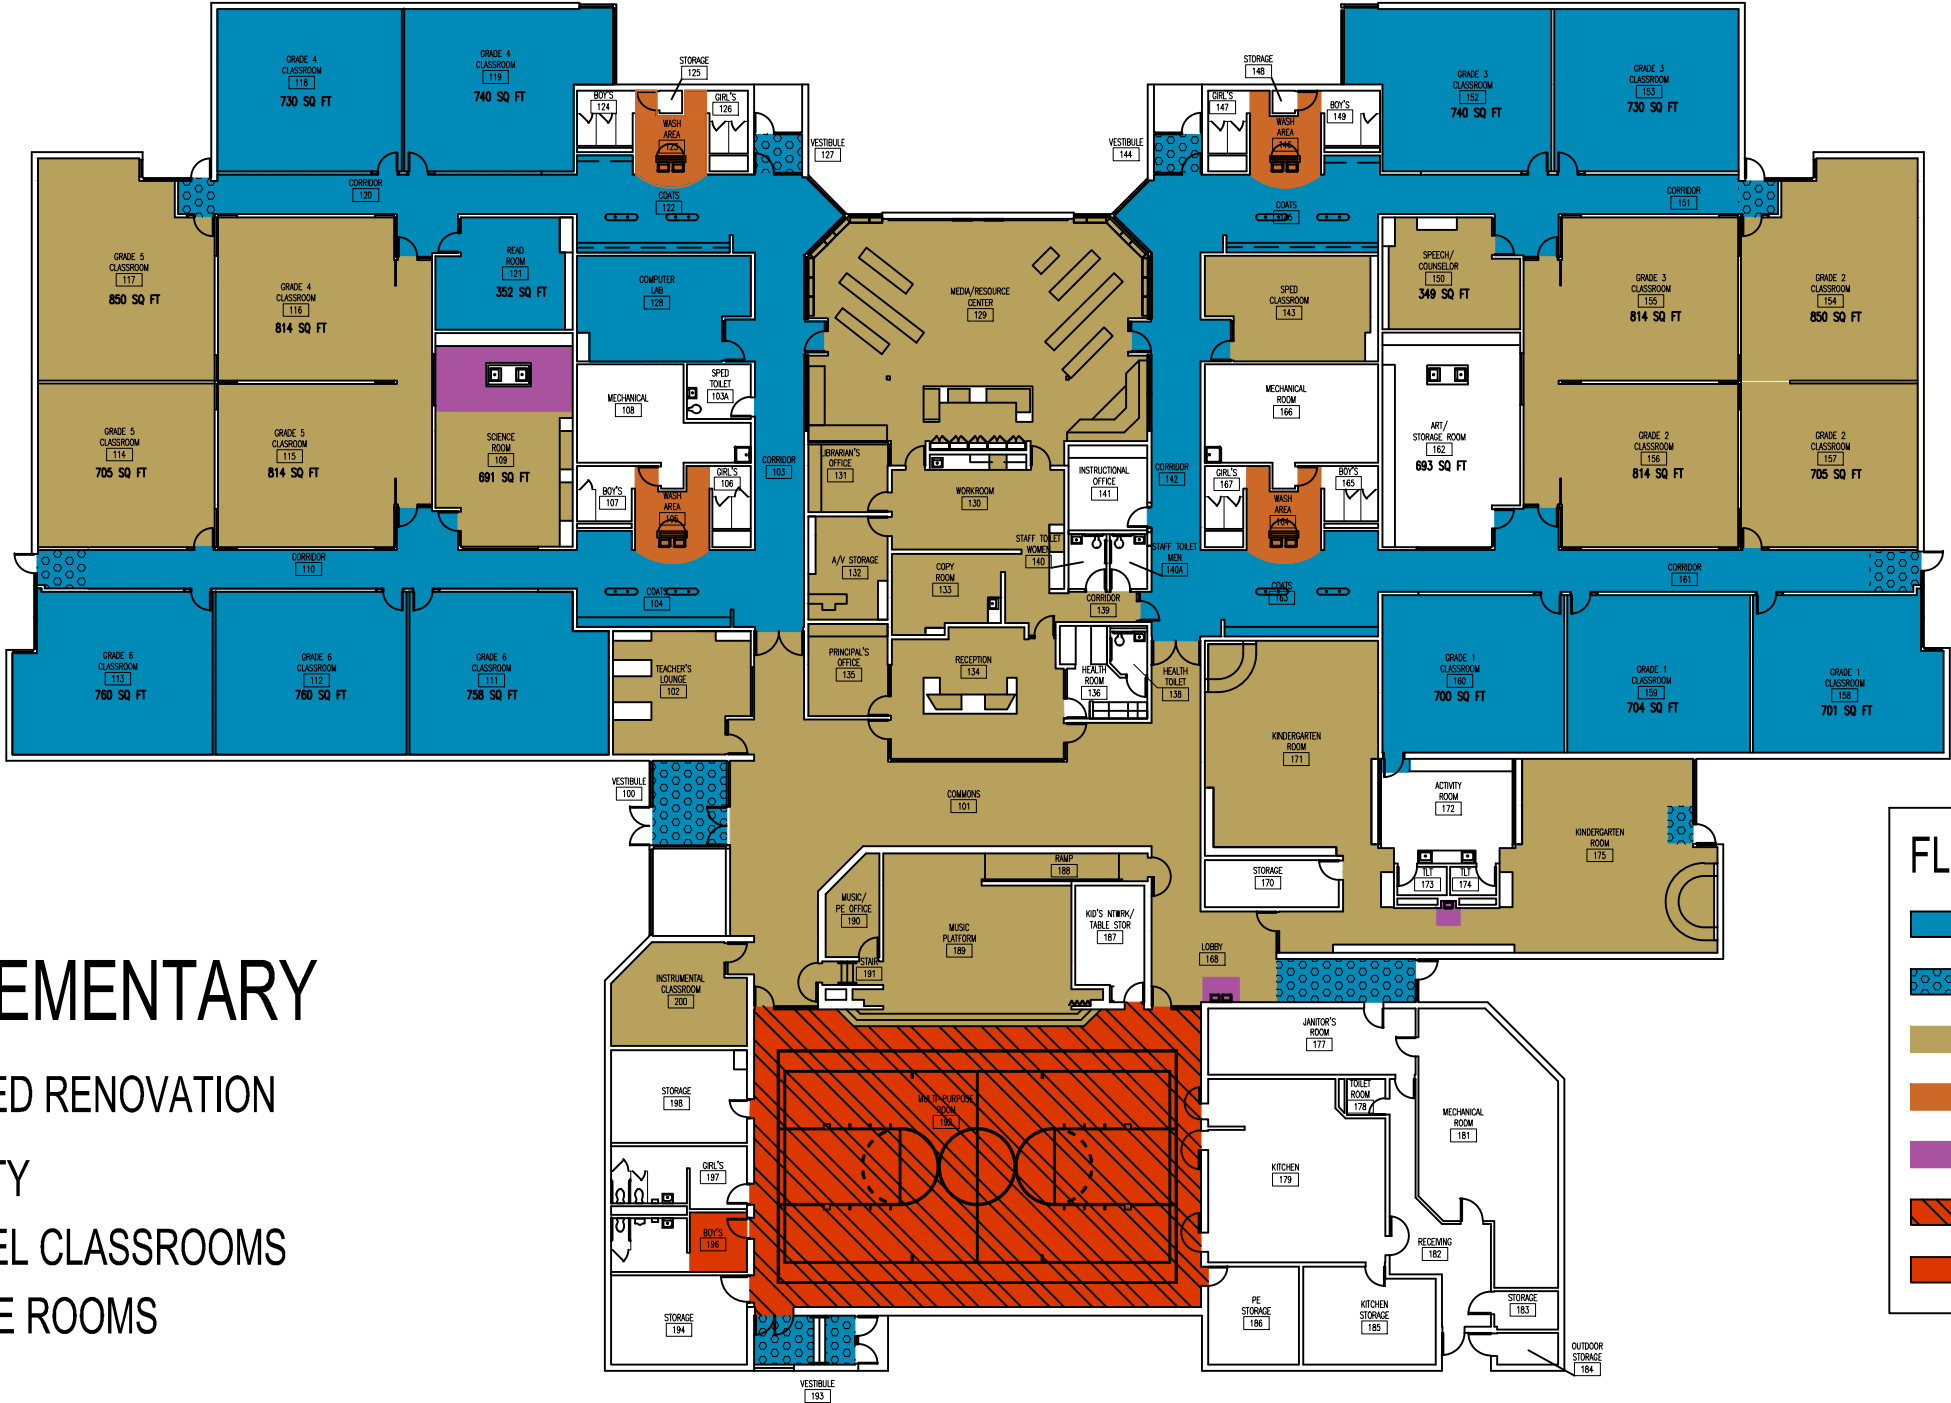 GRADE 4
CLASSROOM
118
730 SQ FT
GRADE 4
CLASSROOM
119
740 SQ FT
STORAGE
125
BOY'S
124
GIRL'S
126
WASH
AREA
123
VESTIBULE
127
STORAGE
148
GIRL'S
147
BOY'S
149
WASH
AREA
146
VESTIBULE
144
GRADE 3
CLASSROOM
152
740 SQ FT
GRADE 3
CLASSROOM
153
730 SQ FT
CORRIDOR
120
COATS
122
COATS
CORRIDOR
151
GRADE 5
CLASSROOM
117
850 SQ FT
GRADE 4
CLASSROOM
116
814 SQ FT
READ
ROOM
121
352 SQ FT
COMPUTER
LAB
128
MEDIA/RESOURCE
CENTER
129
SPED
CLASSROOM
143
SPEECH/
COUNSELOR
150
349 SQ FT
GRADE 3
CLASSROOM
155
814 SQ FT
GRADE 2
CLASSROOM
154
850 SQ FT
GRADE 5
CLASSROOM
114
705 SQ FT
GRADE 5
CLASROOM
115
814 SQ FT
SCIENCE
ROOM
109
691 SQ FT
MECHANICAL
108
SPED
TOILET
103A
BOY'S
107
GIRL'S
106
WASH
AREA
105
CORRIDOR
103
LIBRARIAN'S
OFFICE
131
WORKROOM
130
INSTRUCTIONAL
OFFICE
141
CORRIDOR
142
MECHANICAL
ROOM
166
GIRL'S
167
BOY'S
165
WASH
AREA
164
ART/
STORAGE ROOM
162
693 SQ FT
GRADE 2
CLASSROOM
156
814 SQ FT
GRADE 2
CLASSROOM
157
705 SQ FT
CORRIDOR
110
COATS
104
A/V STORAGE
132
COPY
ROOM
133
STAFF TOILET
WOMEN
140
STAFF TOILET
MEN
140A
CORRIDOR
139
COATS
163
CORRIDOR
161
GRADE 6
CLASSROOM
113
760 SQ FT
GRADE 6
CLASSROOM
112
760 SQ FT
GRADE 6
CLASSROOM
111
758 SQ FT
TEACHER'S
LOUNGE
102
PRINCIPAL'S
OFFICE
135
RECEPTION
134
HEALTH
ROOM
136
HEALTH
TOILET
138
KINDERGARTEN
ROOM
171
GRADE 1
CLASSROOM
160
700 SQ FT
GRADE 1
CLASSROOM
159
704 SQ FT
GRADE 1
CLASSROOM
158
701 SQ FT
VESTIBULE
100
COMMONS
101
ACTIVITY
ROOM
172
KINDERGARTEN
ROOM
175
FL
RAMP
188
STORAGE
170
TLT
173
TLT
174
MUSIC/
PE OFFICE
190
MUSIC
PLATFORM
189
KID'S NTWRK/
TABLE STOR
187
LOBBY
168
STAIR
191
INSTRUMENTAL
CLASSROOM
200
EMENTARY
ED RENOVATION
TY
EL CLASSROOMS
E ROOMS
JANITOR'S
ROOM
177
TOILET
ROOM
178
MECHANICAL
ROOM
181
STORAGE
198
MULTI-PURPOSE
ROOM
192
GIRL'S
197
KITCHEN
179
BOY'S
196
RECEIVING
182
STORAGE
194
PE
STORAGE
186
KITCHEN
STORAGE
185
STORAGE
183
OUTDOOR
STORAGE
184
VESTIBULE
193